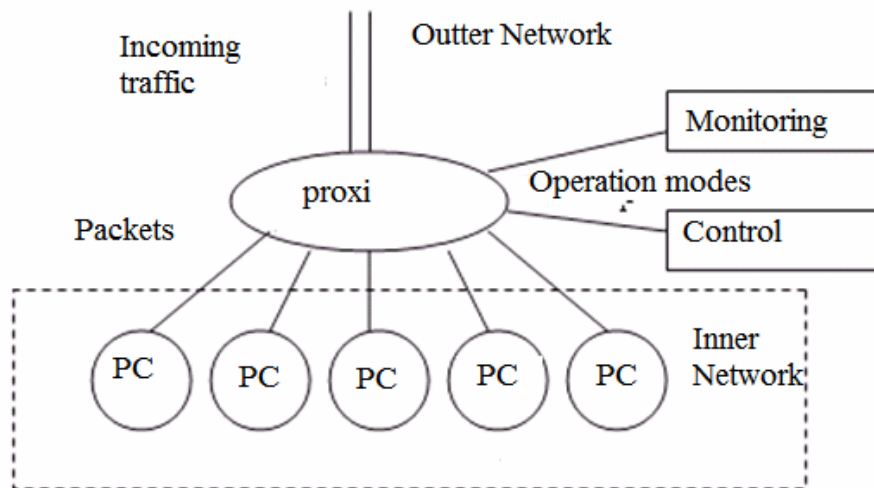 Incoming
traffic
Outter Network
Monitoring
proxi
Operation modes
Packets
Control
PC
PC
PC
PC
PC
Inner
Network